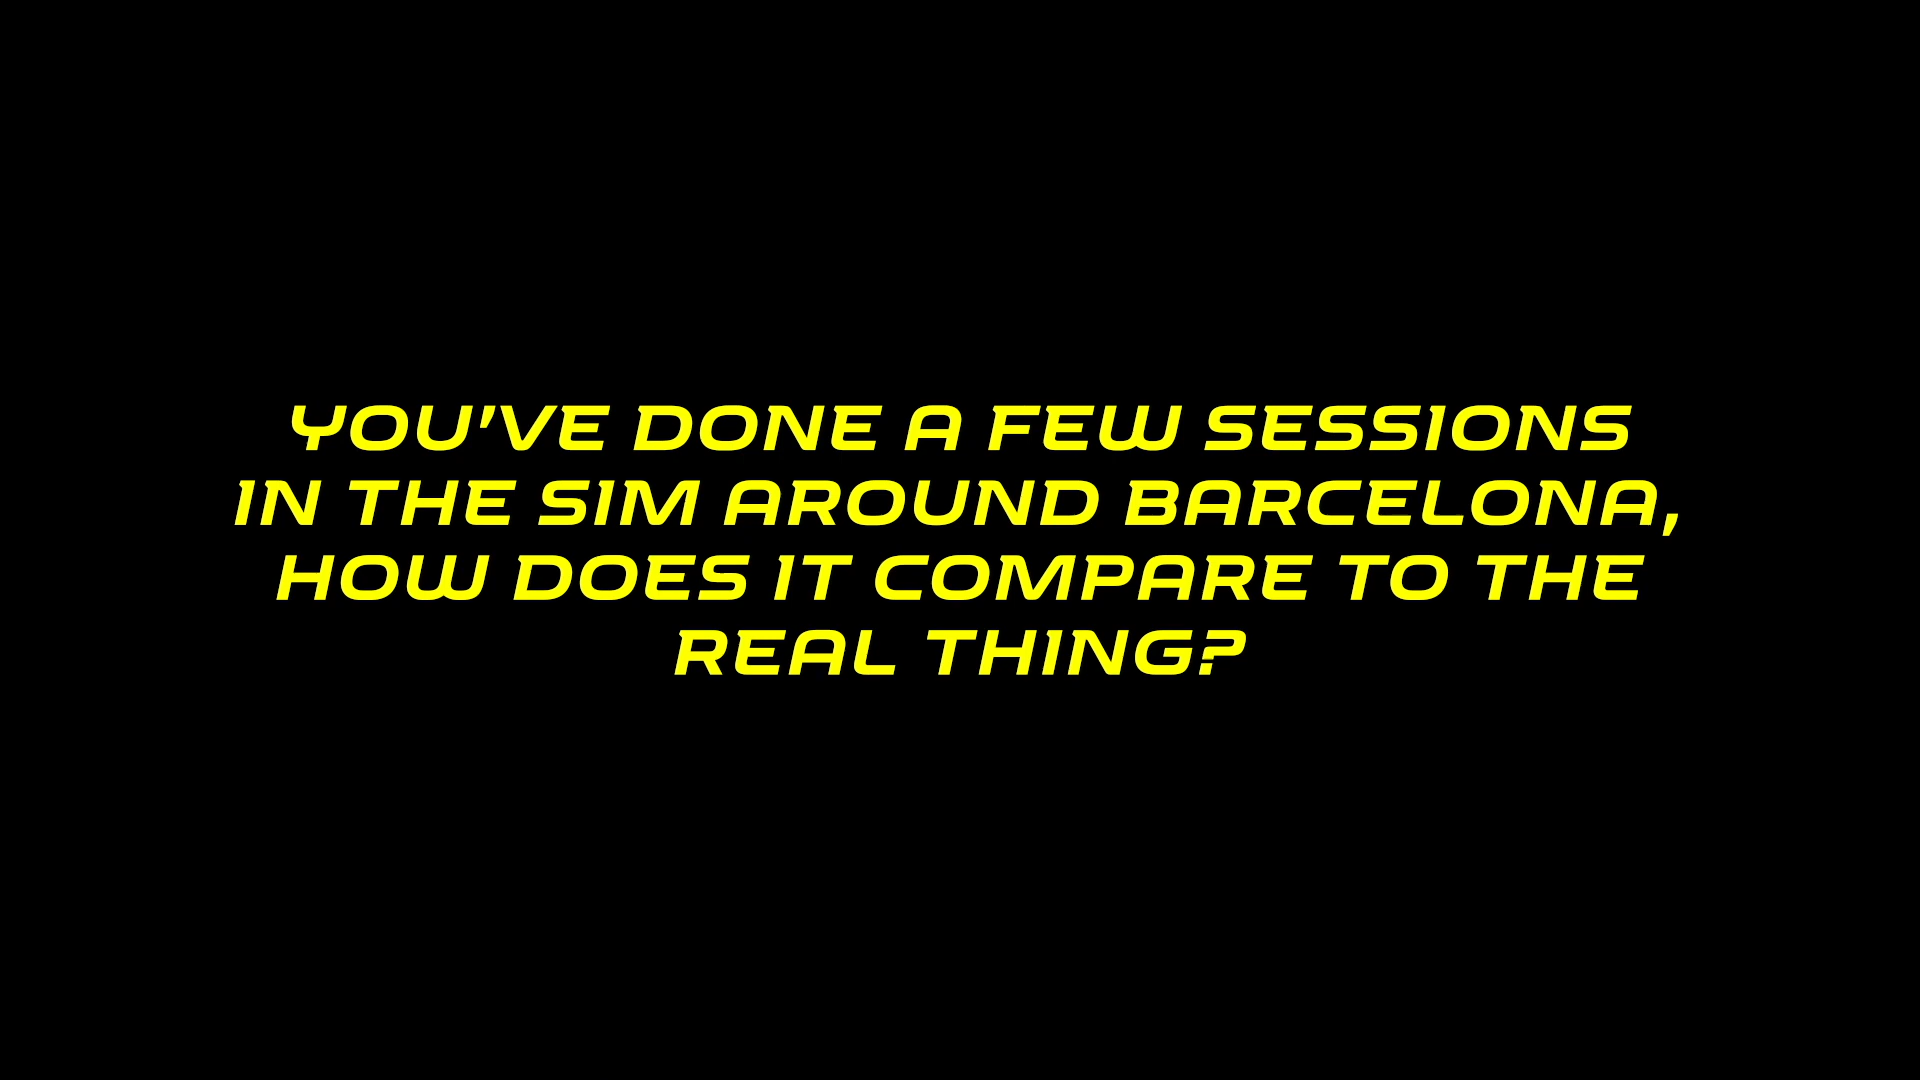 YOU'VE DONE A FEW SESSIONS
IN THE SIM AROUND BARCELONA,
HOW DOES IT COMPARE TO THE
REAL THING?